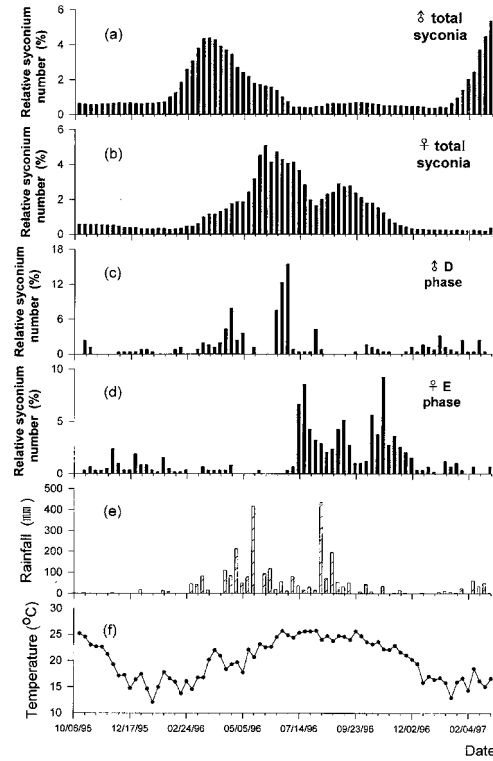 Relative syconium number (%)
6
4
2
0
(a)
♂ total
syconia
Relative syconium number (%)
6
4
2
0
(b)
♀ total
syconia
Relative syconium number (%)
18
12
6
0
(c)
♂ D
phase
Relative syconium number (%)
10
5
0
(d)
♀ E
phase
Rainfall (mm)
500
400
300
200
100
0
(e)
Temperature (°C)
25
20
15
10
(f)
10/06/95 12/17/95 02/24/96 05/05/96 07/14/96 09/23/96 12/02/96 02/04/97
Date